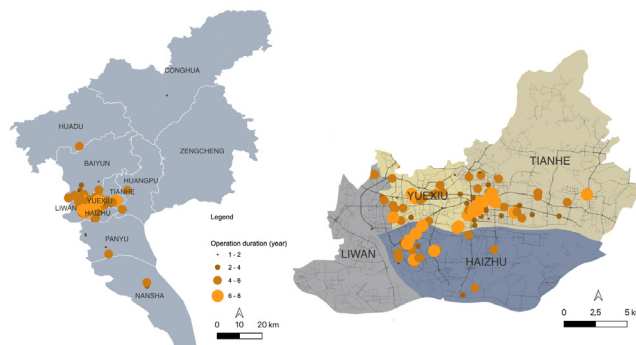 CONGHUA
HUADU
ZENGCHENG
BAIYUN
HUANGPU
TIANHE
YUEXIU
LIWAN
HAIZHU
PANYU
NANSHA
Legend
Operation duration (year)
1 - 2
2 - 4
4 - 6
6 - 8
0 10 20 km
TIANHE
YUEXIU
LIWAN
HAIZHU
0 2,5 5 k